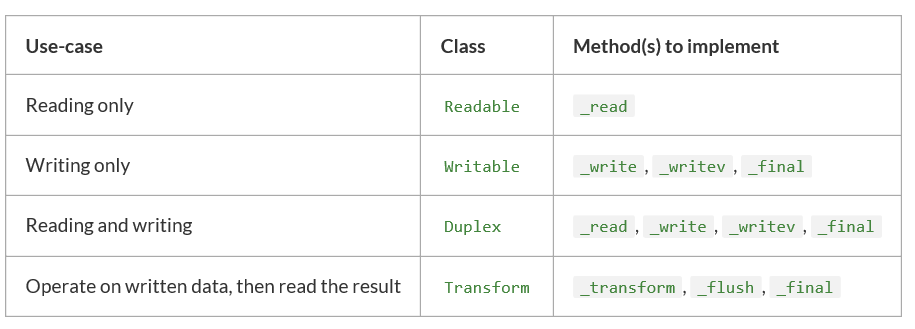 Use-case Class Method(s) to implement
Reading only Readable _read
Writing only Writable _write, _writev, _final
Reading and writing Duplex _read, _write, _writev, _final
Operate on written data, then read the result Transform _transform, _flush, _final